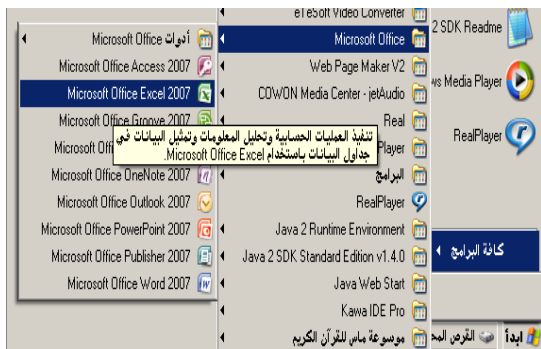 2 SDK Readme
ws Media Player
RealPlayer
كافة البرامج
ابدأ
القرص المح
eTeSoft Video Converter
Microsoft Office
Web Page Maker V2
COWON Media Center - jetAudio
Real
Player
البرامج
RealPlayer
Java 2 Runtime Environment
Java 2 SDK Standard Edition v1.4.0
Java Web Start
Kawa IDE Pro
موسوعة ماس للقرآن الكريم
أدوات Microsoft Office
Microsoft Office Access 2007
Microsoft Office Excel 2007
Microsoft Office Groove 2007
Microsoft Offi
Microsoft Office OneNote 2007
Microsoft Office Outlook 2007
Microsoft Office PowerPoint 2007
Microsoft Office Publisher 2007
Microsoft Office Word 2007
تنفيذ العمليات الحسابية وتحليل المعلومات وتمثيل البيانات في
جداول البيانات باستخدام Microsoft Office Excel.